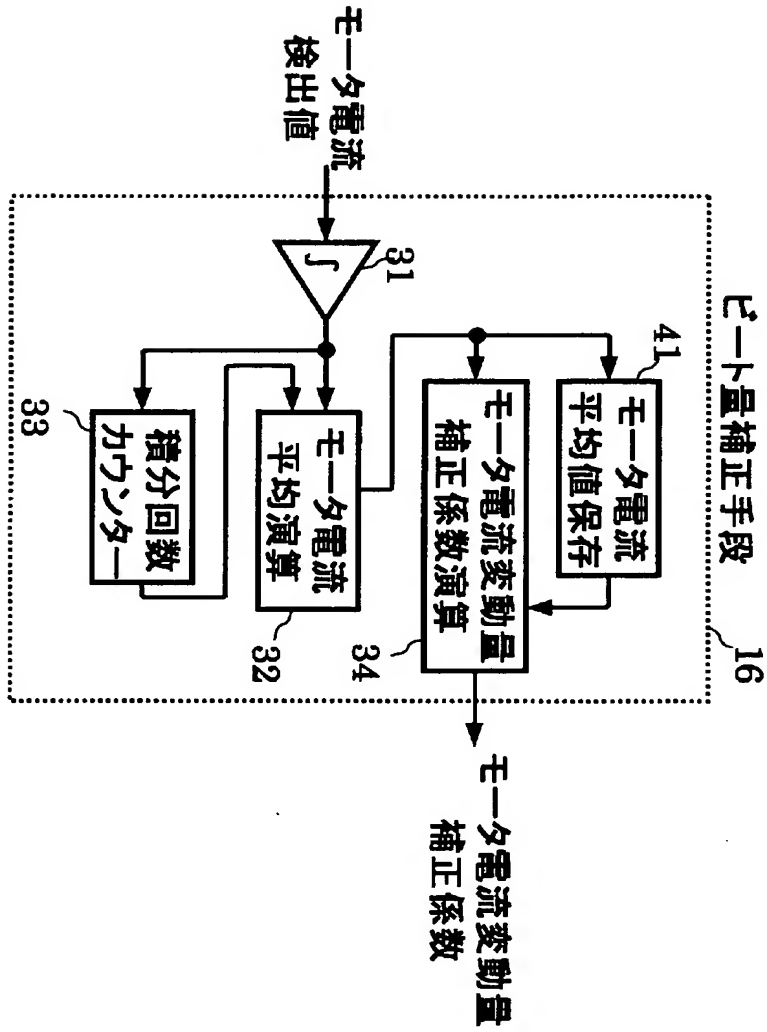 ビート量補正手段
16
モータ電流
検出値
31
41
モータ電流
平均値保存
モータ電流変動量
補正係数演算
34
モータ電流
平均演算
32
積分回数
カウンター
33
∫
モータ電流変動量
補正係数